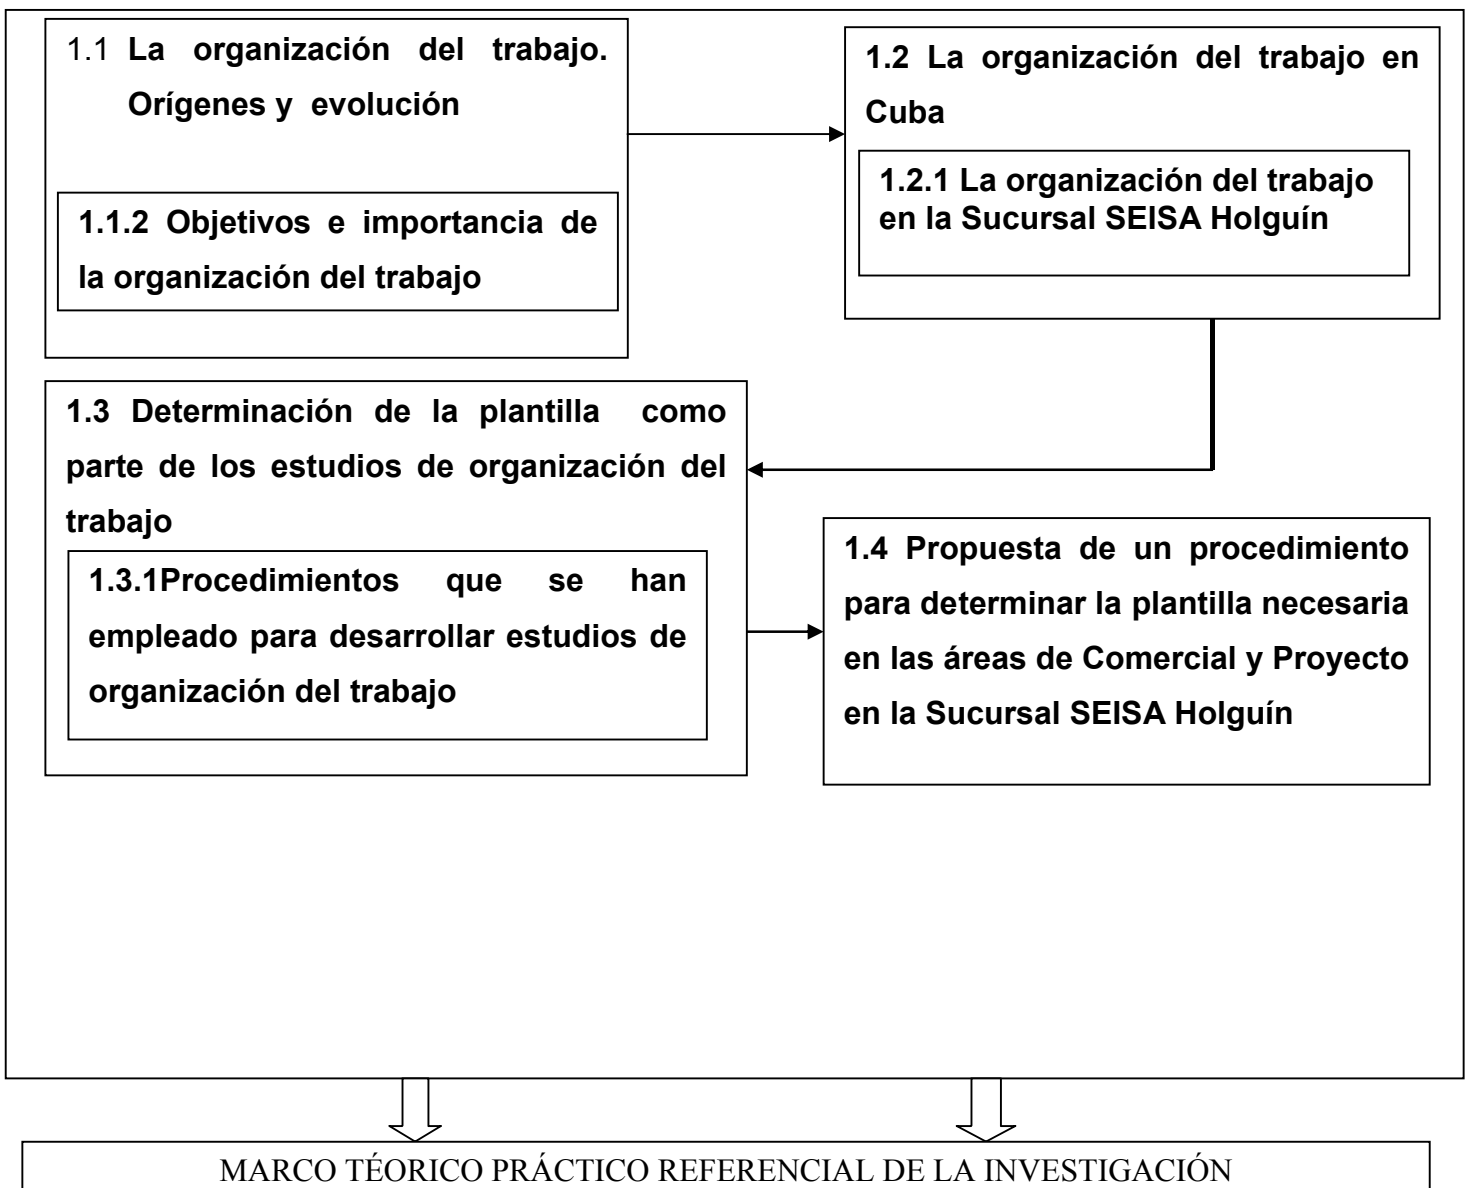 1.1 La organización del trabajo.
Orígenes y evolución
1.1.2 Objetivos e importancia de
la organización del trabajo
1.2 La organización del trabajo en
Cuba
1.2.1 La organización del trabajo
en la Sucursal SEISA Holguín
1.3 Determinación de la plantilla como
parte de los estudios de organización del
trabajo
1.3.1Procedimientos que se han
empleado para desarrollar estudios de
organización del trabajo
1.4 Propuesta de un procedimiento
para determinar la plantilla necesaria
en las áreas de Comercial y Proyecto
en la Sucursal SEISA Holguín
MARCO TÉORICO PRÁCTICO REFERENCIAL DE LA INVESTIGACIÓN